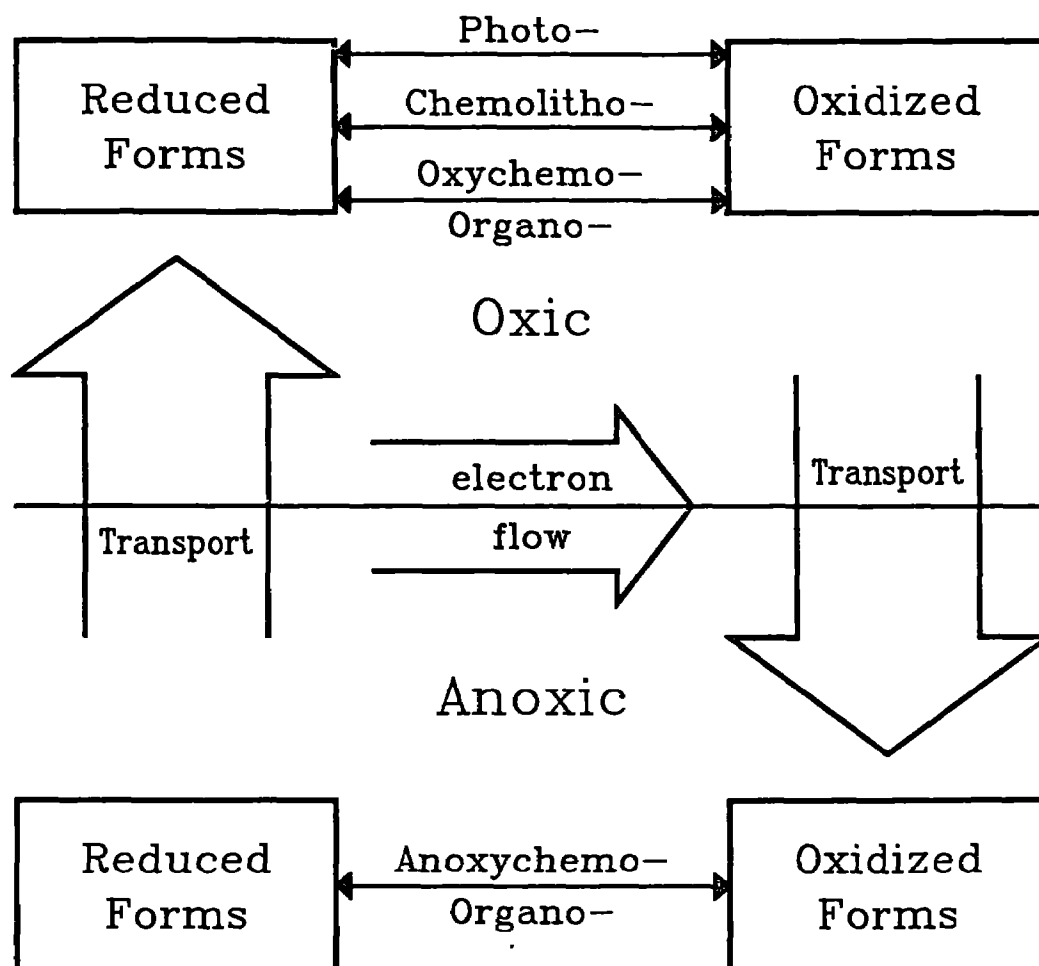 Photo-
Reduced
Forms
Chemolitho-
Oxychemo-
Organo-
Oxidized
Forms
Oxic
electron
flow
Transport
Transport
Anoxic
Reduced
Forms
Anoxychemo-
Organo-
Oxidized
Forms